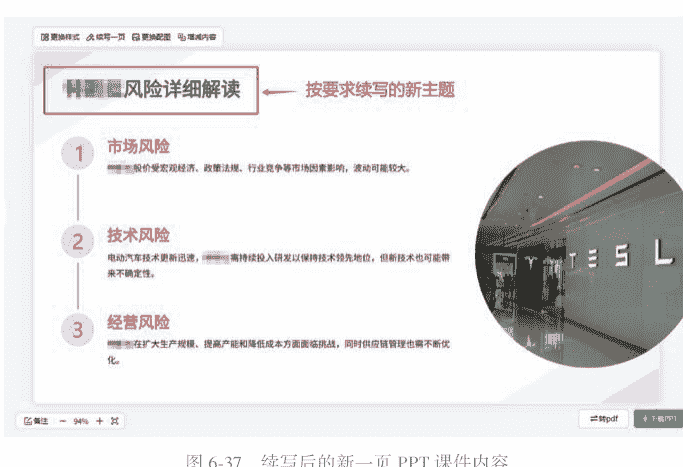 更换样式 续写一页 更换配图 增减内容
风险详细解读
按要求续写的新主题
1
市场风险
股价受宏观经济、政策法规、行业竞争等市场因素影响，波动可能较大。
2
技术风险
电动汽车技术更新迅速，需持续投入研发以保持技术领先地位，但新技术也可能带
来不确定性。
TESL
3
经营风险
在扩大生产规模、提高产能和降低成本方面面临挑战，同时供应链管理也需不断优
化。
备注 − 94% +
转pdf
图 6-37 续写后的新一页 PPT 课件内容